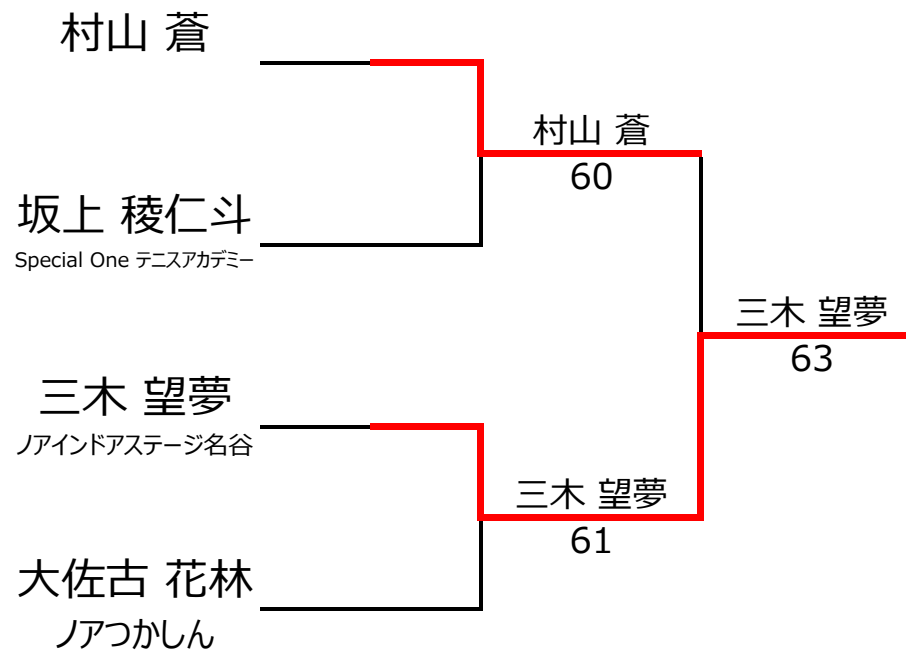 村山 蒼
坂上 稜仁斗
Special One テニスアカデミー
三木 望夢
ノアインドアステージ名谷
大佐古 花林
ノアつかしん
村山 蒼
60
三木 望夢
61
三木 望夢
63